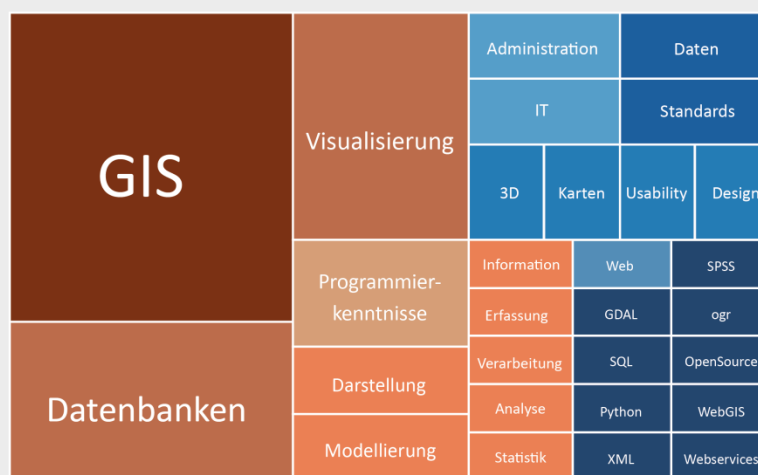 GIS
Datenbanken
Visualisierung
Programmier-
kenntnisse
Darstellung
Modellierung
Administration
Daten
IT
Standards
3D
Karten
Usability
Design
Information
Web
SPSS
Erfassung
GDAL
ogr
Verarbeitung
SQL
OpenSource
Analyse
Python
WebGIS
Statistik
XML
Webservices